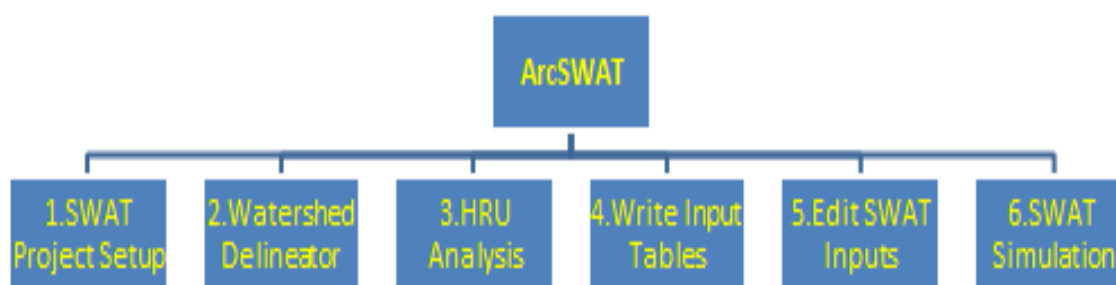 ArcSWAT
1.SWAT
Project Setup
2.Watershed
Delineator
3.HRU
Analysis
4.Write Input
Tables
5.Edit SWAT
Inputs
6.SWAT
Simulation